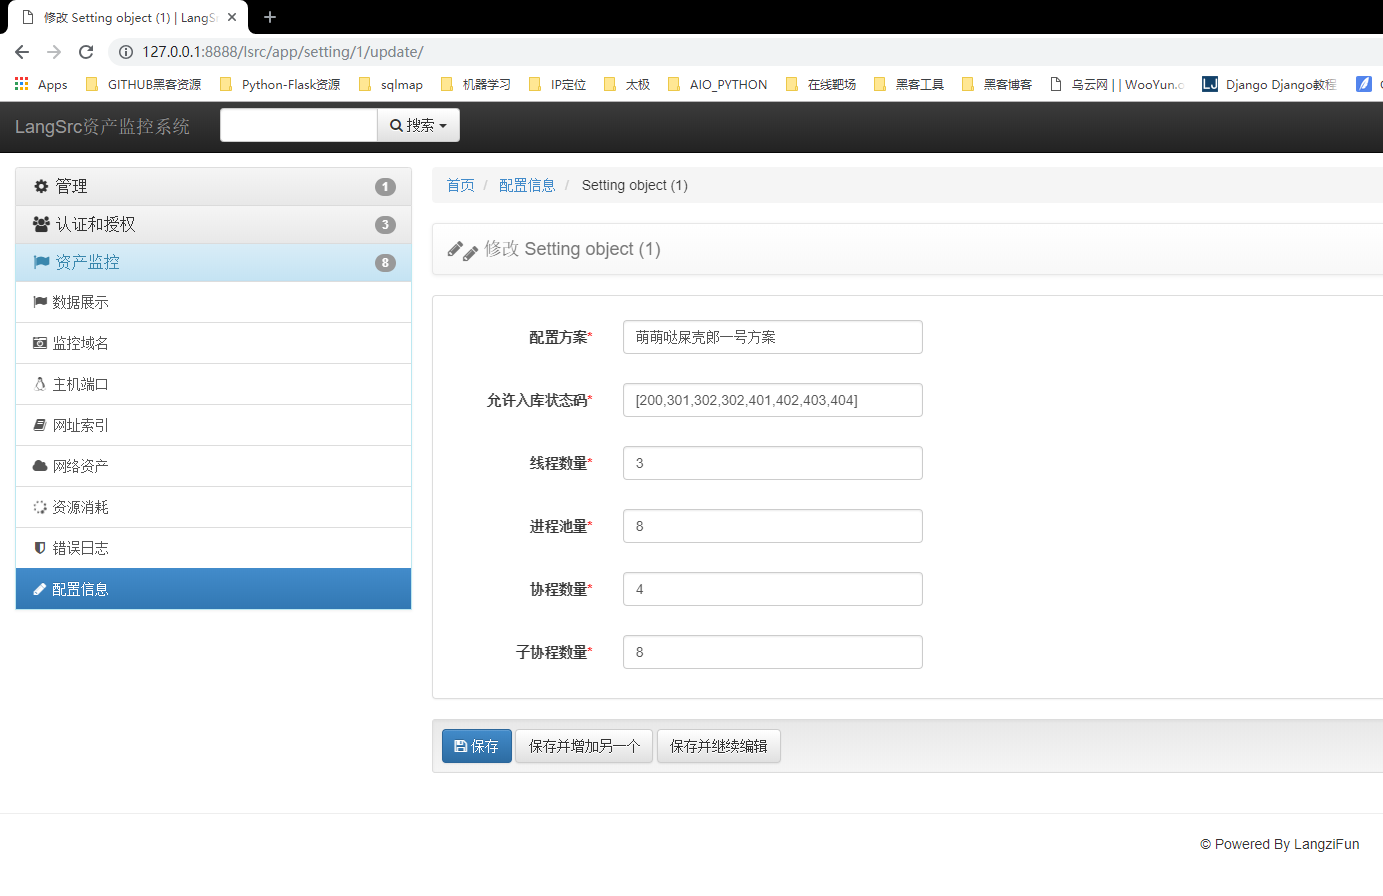 修改 Setting object (1) | LangSr
127.0.0.1:8888/lsrc/app/setting/1/update/
Apps GITHUB黑客资源 Python-Flask资源 sqlmap 机器学习 IP定位 太极 AIO_PYTHON 在线靶场 黑客工具 黑客博客 乌云网 | | WooYun.o LJ Django Django教程
LangSrc资产监控系统 搜索
管理 1
认证和授权 3
资产监控 8
数据展示
监控域名
主机端口
网址索引
网络资产
资源消耗
错误日志
配置信息
首页 / 配置信息 / Setting object (1)
修改 Setting object (1)
配置方案* 萌萌哒屎壳郎一号方案
允许入库状态码* [200,301,302,302,401,402,403,404]
线程数量* 3
进程池量* 8
协程数量* 4
子协程数量* 8
保存 保存并增加另一个 保存并继续编辑
© Powered By LangziFun